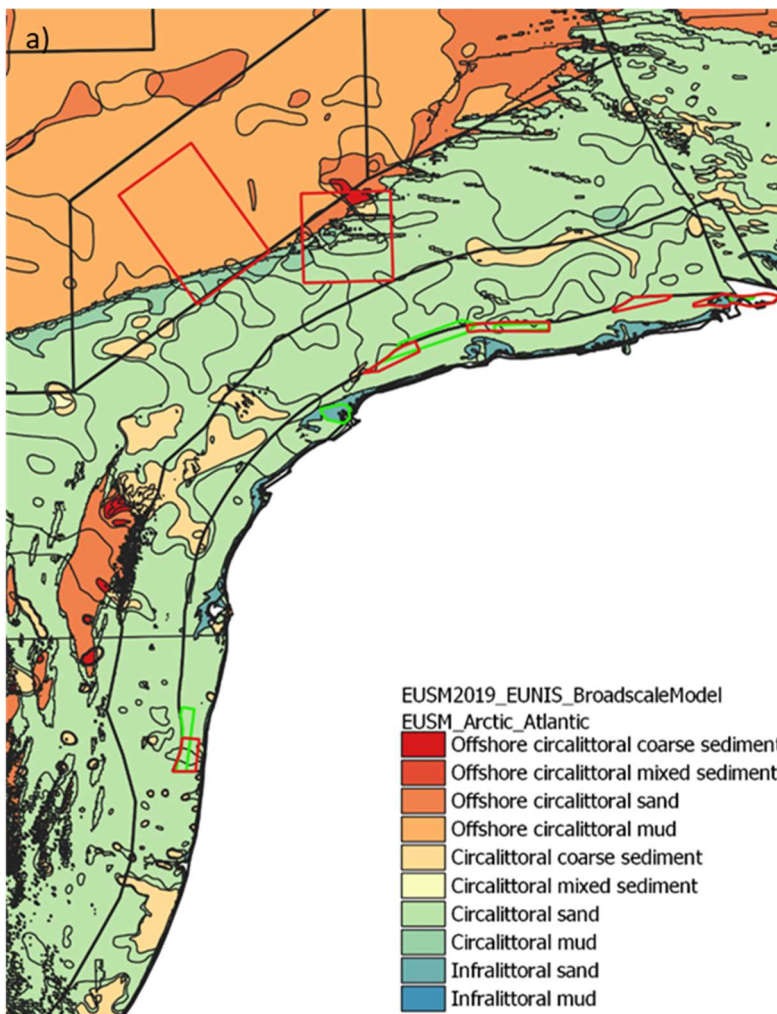 a)
EUSM2019_EUNIS_BroadscaleModel
EUSM_Arctic_Atlantic
Offshore circalittoral coarse sediment
Offshore circalittoral mixed sediment
Offshore circalittoral sand
Offshore circalittoral mud
Circalittoral coarse sediment
Circalittoral mixed sediment
Circalittoral sand
Circalittoral mud
Infralittoral sand
Infralittoral mud